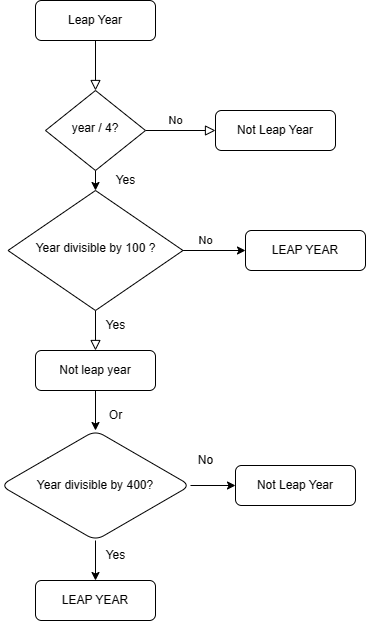 Leap Year
year / 4?
No
Not Leap Year
Yes
Year divisible by 100 ?
No
LEAP YEAR
Yes
Not leap year
Or
Year divisible by 400?
No
Not Leap Year
Yes
LEAP YEAR